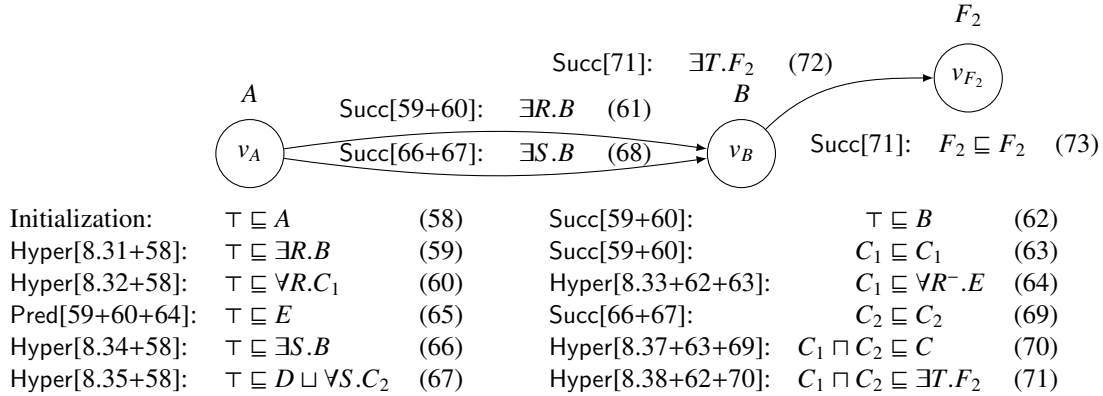 F₂
Succ[71]: ∃T.F₂ (72)
v_F₂
A
B
Succ[59+60]: ∃R.B (61)
v_A
Succ[66+67]: ∃S.B (68)
v_B
Succ[71]: F₂ ⊑ F₂ (73)
Initialization: ⊤ ⊑ A (58) Succ[59+60]: ⊤ ⊑ B (62)
Hyper[8.31+58]: ⊤ ⊑ ∃R.B (59) Succ[59+60]: C₁ ⊑ C₁ (63)
Hyper[8.32+58]: ⊤ ⊑ ∀R.C₁ (60) Hyper[8.33+62+63]: C₁ ⊑ ∀R⁻.E (64)
Pred[59+60+64]: ⊤ ⊑ E (65) Succ[66+67]: C₂ ⊑ C₂ (69)
Hyper[8.34+58]: ⊤ ⊑ ∃S.B (66) Hyper[8.37+63+69]: C₁ ⊓ C₂ ⊑ C (70)
Hyper[8.35+58]: ⊤ ⊑ D ⊔ ∀S.C₂ (67) Hyper[8.38+62+70]: C₁ ⊓ C₂ ⊑ ∃T.F₂ (71)